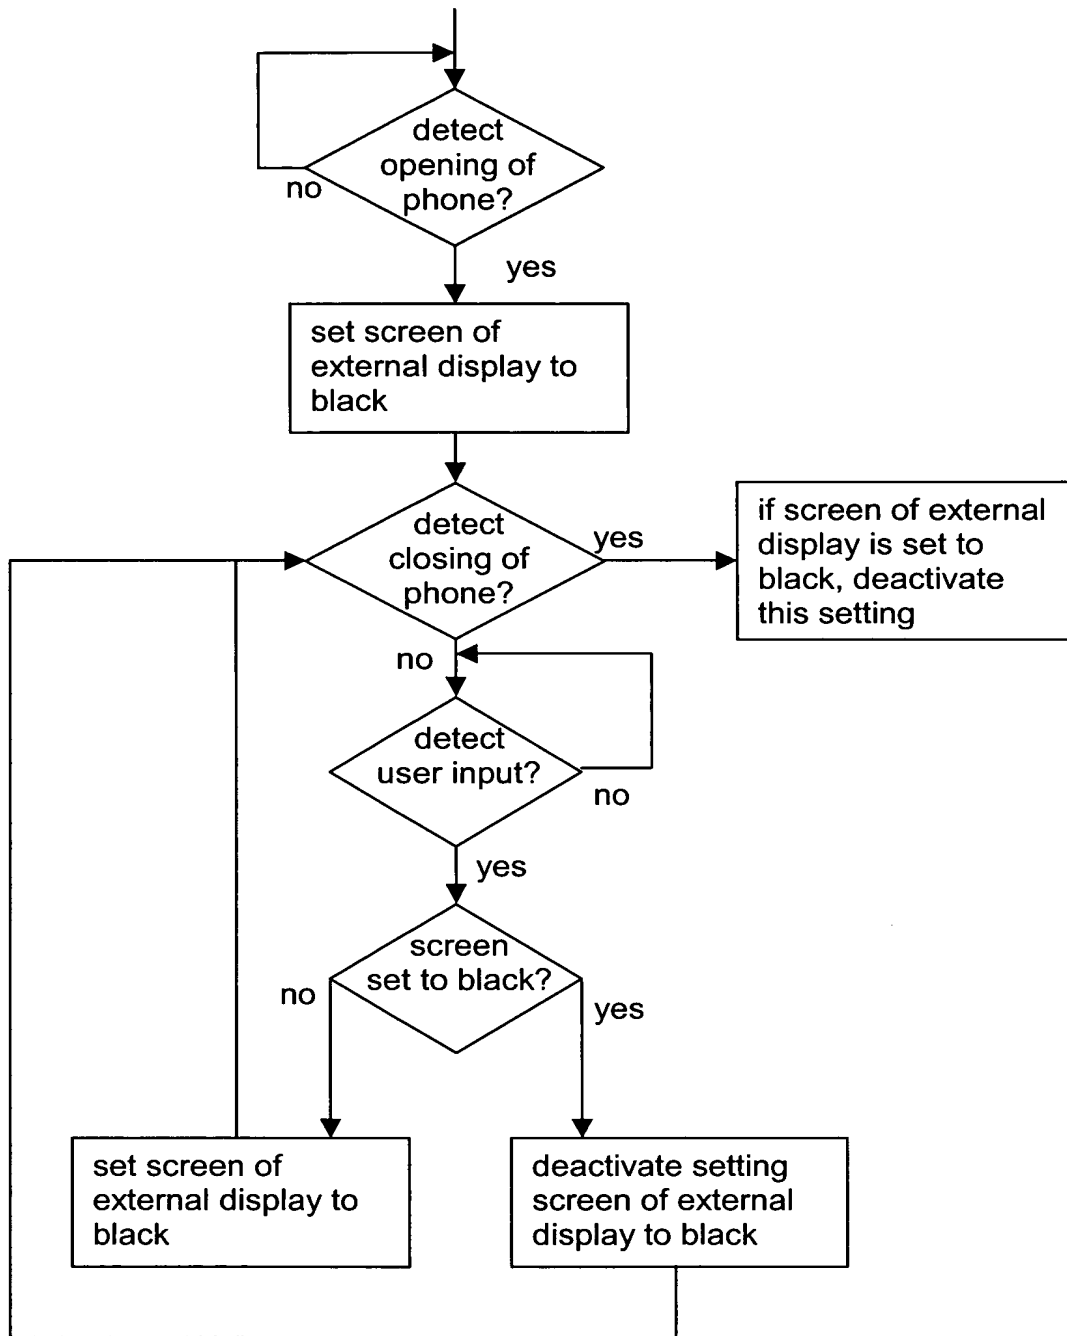 detect
opening of
phone?
no
yes
set screen of
external display to
black
detect
closing of
phone?
yes
if screen of external
display is set to
black, deactivate
this setting
no
detect
user input?
no
yes
screen
set to black?
no
yes
set screen of
external display to
black
deactivate setting
screen of external
display to black